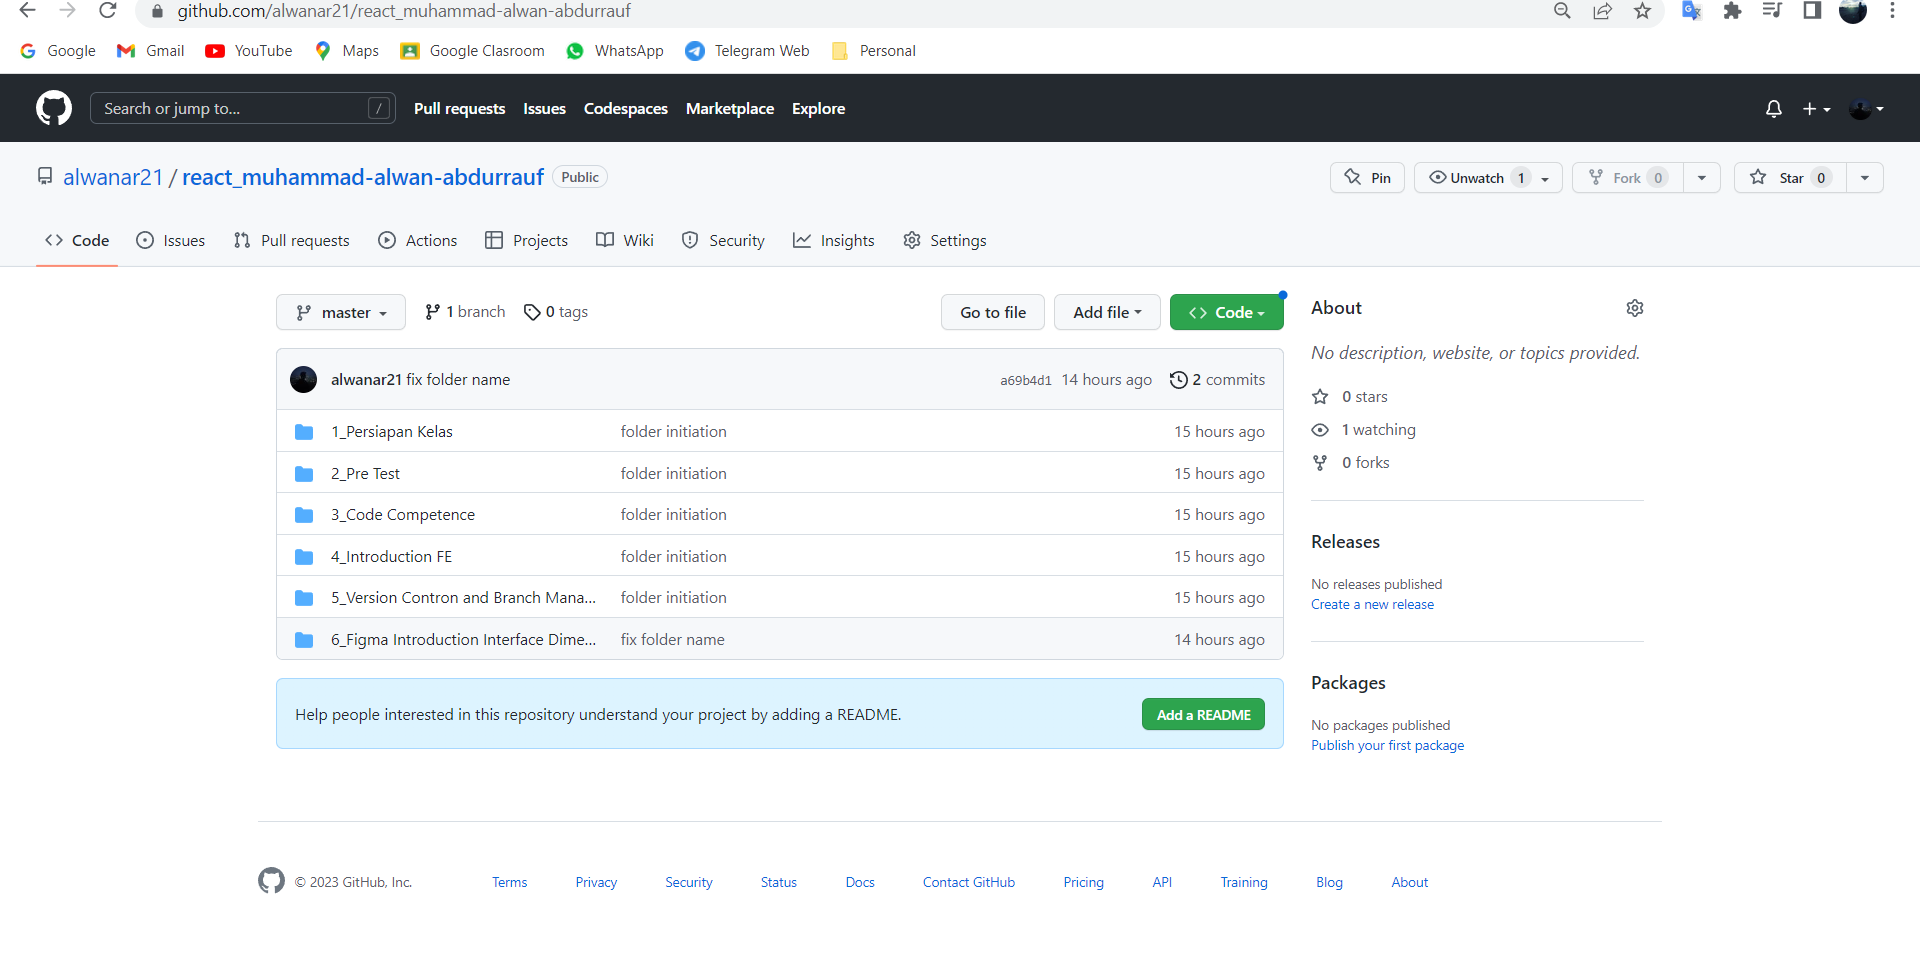 github.com/alwanar21/react_muhammad-alwan-abdurrauf
Google Gmail YouTube Maps Google Clasroom WhatsApp Telegram Web Personal
Search or jump to... / Pull requests Issues Codespaces Marketplace Explore
alwanar21 / react_muhammad-alwan-abdurrauf Public Pin Unwatch 1 Fork 0 Star 0
Code Issues Pull requests Actions Projects Wiki Security Insights Settings
master 1 branch 0 tags Go to file Add file Code
alwanar21 fix folder name a69b4d1 14 hours ago 2 commits
1_Persiapan Kelas folder initiation 15 hours ago
2_Pre Test folder initiation 15 hours ago
3_Code Competence folder initiation 15 hours ago
4_Introduction FE folder initiation 15 hours ago
5_Version Contron and Branch Mana... folder initiation 15 hours ago
6_Figma Introduction Interface Dime... fix folder name 14 hours ago
Help people interested in this repository understand your project by adding a README. Add a README
About
No description, website, or topics provided.
0 stars
1 watching
0 forks
Releases
No releases published
Create a new release
Packages
No packages published
Publish your first package
© 2023 GitHub, Inc. Terms Privacy Security Status Docs Contact GitHub Pricing API Training Blog About